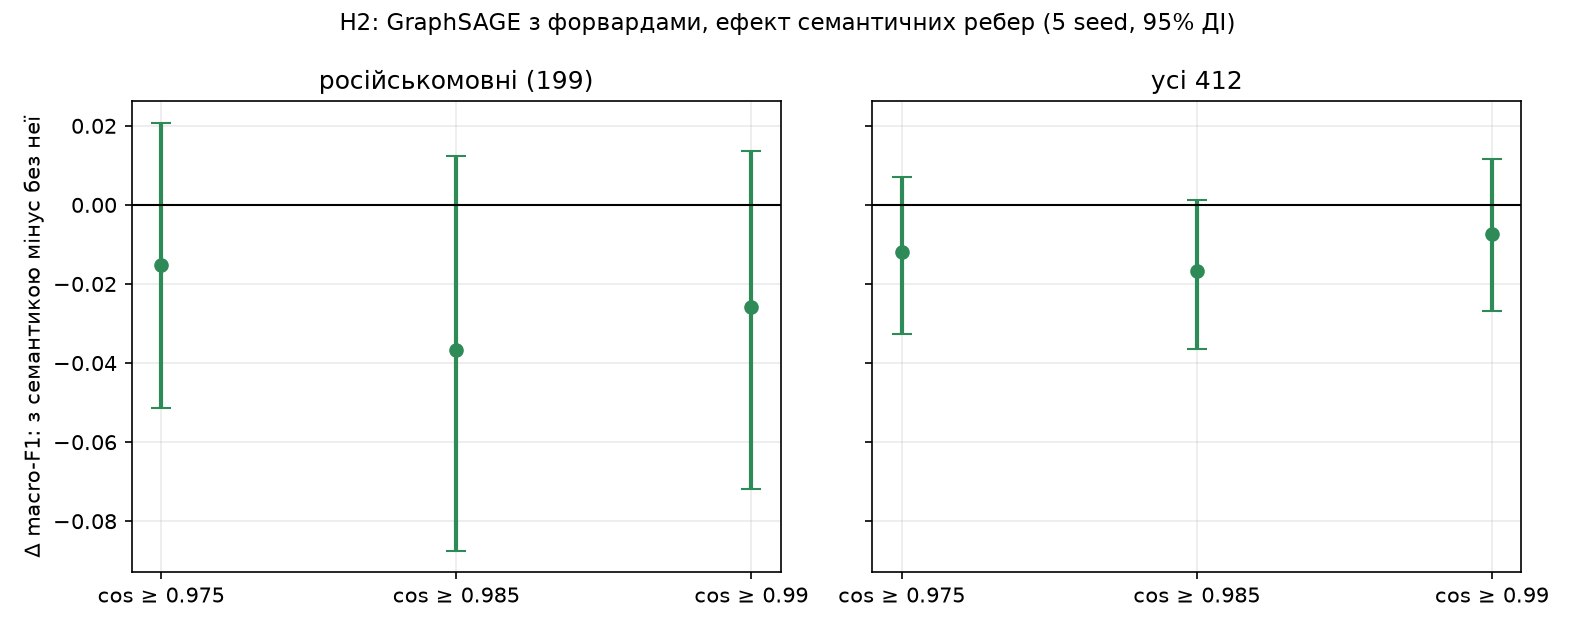 H2: GraphSAGE з форвардами, ефект семантичних ребер (5 seed, 95% ДІ)
російськомовні (199)
усі 412
Δ macro-F1: з семантикою мінус без неї
0.02
0.00
−0.02
−0.04
−0.06
−0.08
cos ≥ 0.975
cos ≥ 0.985
cos ≥ 0.99
cos ≥ 0.975
cos ≥ 0.985
cos ≥ 0.99